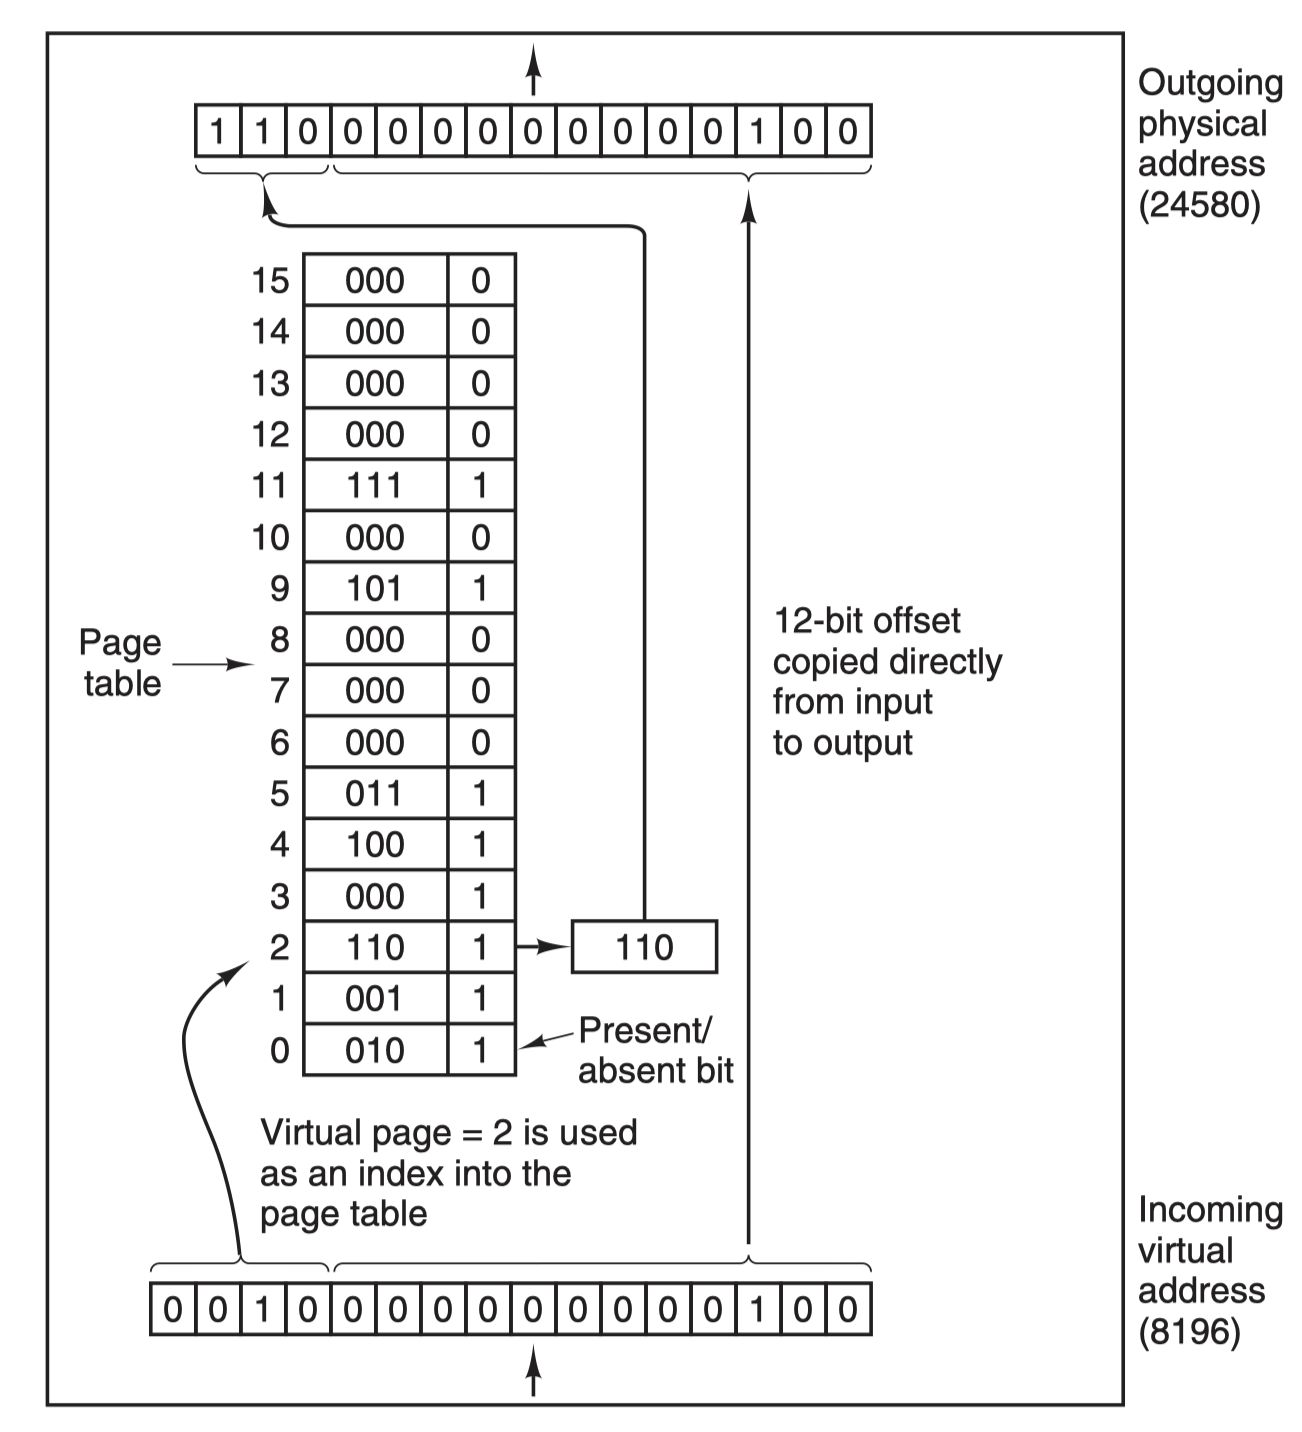 Outgoing
physical
address
(24580)
1 1 0 0 0 0 0 0 0 0 0 0 1 0 0
15 000 0
14 000 0
13 000 0
12 000 0
11 111 1
10 000 0
9 101 1
8 000 0
7 000 0
6 000 0
5 011 1
4 100 1
3 000 1
2 110 1 110
1 001 1
0 010 1
Page
table
12-bit offset
copied directly
from input
to output
Present/
absent bit
Virtual page = 2 is used
as an index into the
page table
Incoming
virtual
address
(8196)
0 0 1 0 0 0 0 0 0 0 0 0 0 1 0 0